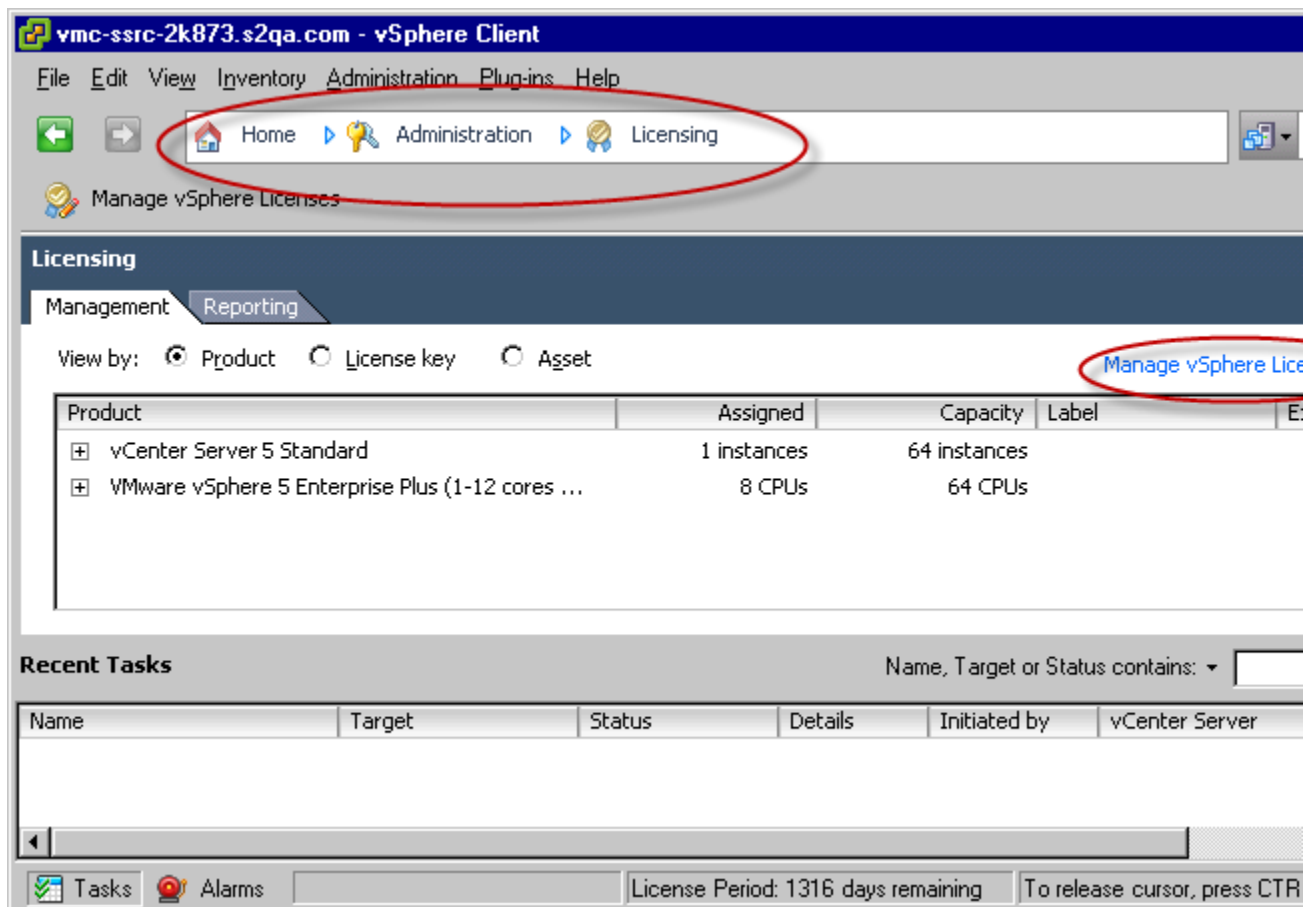 vmc-ssrc-2k873.s2qa.com - vSphere Client
File Edit View Inventory Administration Plug-ins Help
Home Administration Licensing
Manage vSphere Licenses
Licensing
Management Reporting
View by: Product License key Asset Manage vSphere Lice
Product Assigned Capacity Label E
vCenter Server 5 Standard 1 instances 64 instances
VMware vSphere 5 Enterprise Plus (1-12 cores ... 8 CPUs 64 CPUs
Recent Tasks Name, Target or Status contains:
Name Target Status Details Initiated by vCenter Server
Tasks Alarms License Period: 1316 days remaining To release cursor, press CTR